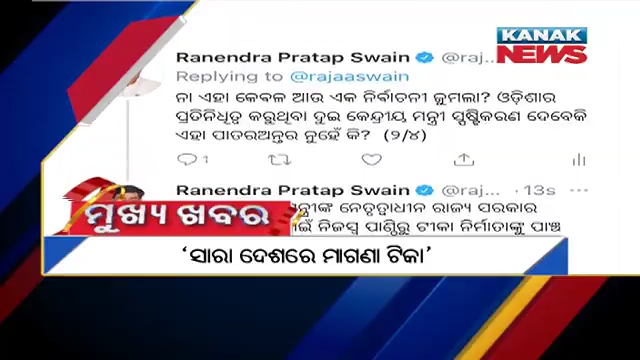 KANAK
NEWS
Ranendra Pratap Swain @raj...
Replying to @rajaaswain
ନା ଏହା କେବଳ ଆଉ ଏକ ନିର୍ବାଚନୀ ଜୁମଲା? ଓଡ଼ିଶାର
ପ୍ରତିନିଧିତ୍ୱ କରୁଥିବା ଦୁଇ କେନ୍ଦ୍ରୀୟ ମନ୍ତ୍ରୀ ସ୍ପଷ୍ଟିକରଣ ଦେବେକି
ଏହା ପାତରଅନ୍ତର ନୁହେଁ କି? (୨/୪)
1
Ranendra Pratap Swain @raj... · 13s
ନେତୃତ୍ୱାଧୀନ ରାଜ୍ୟ ସରକାର
ନିଜସ୍ୱ ପାଣ୍ଠିରୁ ଟୀକା ନିର୍ମାତାଙ୍କୁ ପାଞ୍ଚ
ମୁଖ୍ୟ ଖବର
‘ସାରା ଦେଶରେ ମାଗଣା ଟିକା’